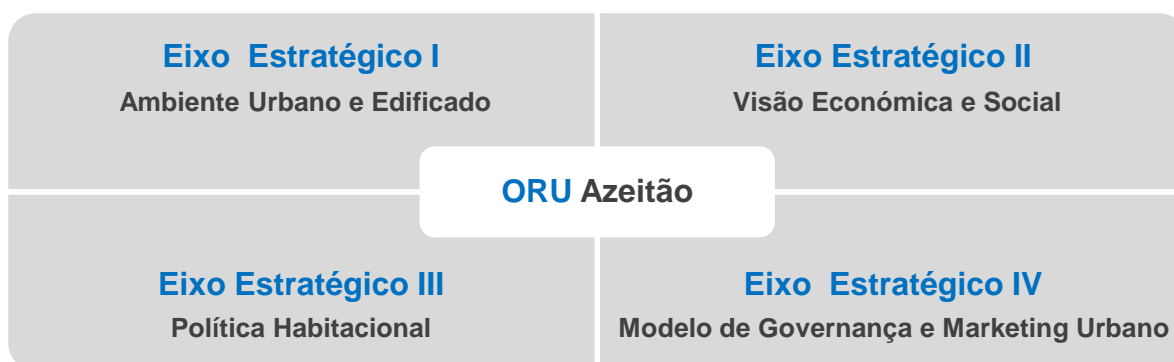 Eixo Estratégico I
Ambiente Urbano e Edificado
Eixo Estratégico II
Visão Económica e Social
ORU Azeitão
Eixo Estratégico III
Política Habitacional
Eixo Estratégico IV
Modelo de Governança e Marketing Urbano